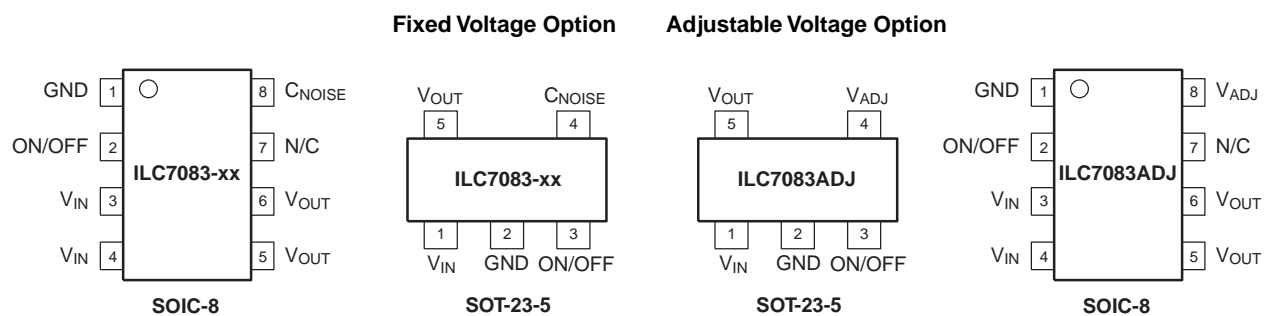 Fixed Voltage Option
Adjustable Voltage Option
GND 1
ON/OFF 2
VIN 3
VIN 4
ILC7083-xx
8 CNOISE
7 N/C
6 VOUT
5 VOUT
SOIC-8
VOUT CNOISE
5 4
ILC7083-xx
1 2 3
VIN GND ON/OFF
SOT-23-5
VOUT VADJ
5 4
ILC7083ADJ
1 2 3
VIN GND ON/OFF
SOT-23-5
GND 1
ON/OFF 2
VIN 3
VIN 4
ILC7083ADJ
8 VADJ
7 N/C
6 VOUT
5 VOUT
SOIC-8